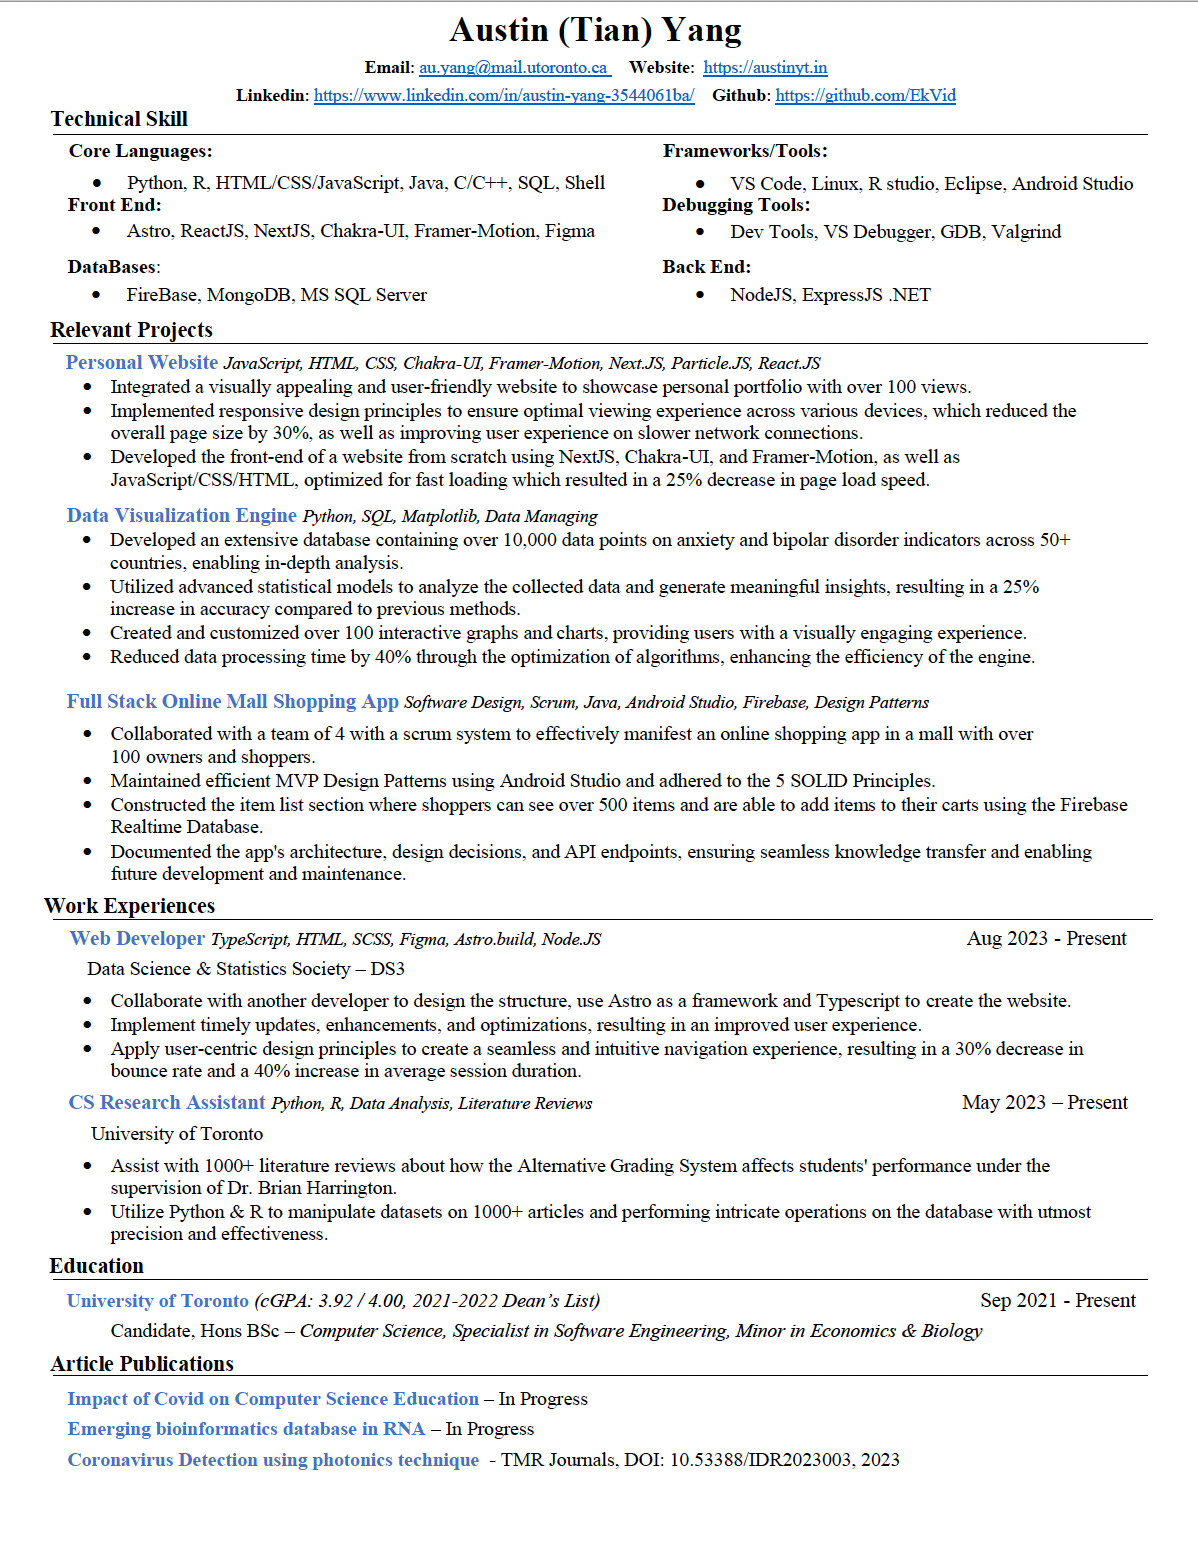 Austin (Tian) Yang
Email: au.yang@mail.utoronto.ca Website: https://austinyt.in
Linkedin: https://www.linkedin.com/in/austin-yang-3544061ba/ Github: https://github.com/EkVid
Technical Skill
Core Languages:
• Python, R, HTML/CSS/JavaScript, Java, C/C++, SQL, Shell
Front End:
• Astro, ReactJS, NextJS, Chakra-UI, Framer-Motion, Figma
DataBases:
• FireBase, MongoDB, MS SQL Server
Frameworks/Tools:
• VS Code, Linux, R studio, Eclipse, Android Studio
Debugging Tools:
• Dev Tools, VS Debugger, GDB, Valgrind
Back End:
• NodeJS, ExpressJS .NET
Relevant Projects
Personal Website JavaScript, HTML, CSS, Chakra-UI, Framer-Motion, Next.JS, Particle.JS, React.JS
• Integrated a visually appealing and user-friendly website to showcase personal portfolio with over 100 views.
• Implemented responsive design principles to ensure optimal viewing experience across various devices, which reduced the
overall page size by 30%, as well as improving user experience on slower network connections.
• Developed the front-end of a website from scratch using NextJS, Chakra-UI, and Framer-Motion, as well as
JavaScript/CSS/HTML, optimized for fast loading which resulted in a 25% decrease in page load speed.
Data Visualization Engine Python, SQL, Matplotlib, Data Managing
• Developed an extensive database containing over 10,000 data points on anxiety and bipolar disorder indicators across 50+
countries, enabling in-depth analysis.
• Utilized advanced statistical models to analyze the collected data and generate meaningful insights, resulting in a 25%
increase in accuracy compared to previous methods.
• Created and customized over 100 interactive graphs and charts, providing users with a visually engaging experience.
• Reduced data processing time by 40% through the optimization of algorithms, enhancing the efficiency of the engine.
Full Stack Online Mall Shopping App Software Design, Scrum, Java, Android Studio, Firebase, Design Patterns
• Collaborated with a team of 4 with a scrum system to effectively manifest an online shopping app in a mall with over
100 owners and shoppers.
• Maintained efficient MVP Design Patterns using Android Studio and adhered to the 5 SOLID Principles.
• Constructed the item list section where shoppers can see over 500 items and are able to add items to their carts using the Firebase
Realtime Database.
• Documented the app's architecture, design decisions, and API endpoints, ensuring seamless knowledge transfer and enabling
future development and maintenance.
Work Experiences
Web Developer TypeScript, HTML, SCSS, Figma, Astro.build, Node.JS Aug 2023 - Present
Data Science & Statistics Society – DS3
• Collaborate with another developer to design the structure, use Astro as a framework and Typescript to create the website.
• Implement timely updates, enhancements, and optimizations, resulting in an improved user experience.
• Apply user-centric design principles to create a seamless and intuitive navigation experience, resulting in a 30% decrease in
bounce rate and a 40% increase in average session duration.
CS Research Assistant Python, R, Data Analysis, Literature Reviews May 2023 – Present
University of Toronto
• Assist with 1000+ literature reviews about how the Alternative Grading System affects students' performance under the
supervision of Dr. Brian Harrington.
• Utilize Python & R to manipulate datasets on 1000+ articles and performing intricate operations on the database with utmost
precision and effectiveness.
Education
University of Toronto (cGPA: 3.92 / 4.00, 2021-2022 Dean’s List) Sep 2021 - Present
Candidate, Hons BSc – Computer Science, Specialist in Software Engineering, Minor in Economics & Biology
Article Publications
Impact of Covid on Computer Science Education – In Progress
Emerging bioinformatics database in RNA – In Progress
Coronavirus Detection using photonics technique - TMR Journals, DOI: 10.53388/IDR2023003, 2023